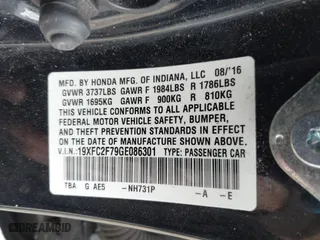 MFD. BY HONDA MFG. OF INDIANA, LLC 08/'16
GVWR 3737LBS GAWR F 1984LBS R 1786LBS
GVWR 1695KG GAWR F 900KG R 810KG
THIS VEHICLE CONFORMS TO ALL APPLICABLE
FEDERAL MOTOR VEHICLE SAFETY, BUMPER,
AND THEFT PREVENTION STANDARDS IN
EFFECT ON THE DATE OF MANUFACTURE SHOWN ABOVE.
V.I.N.:19XFC2F79GE086301 TYPE: PASSENGER CAR
TBA G AE5 -NH731P -A -E